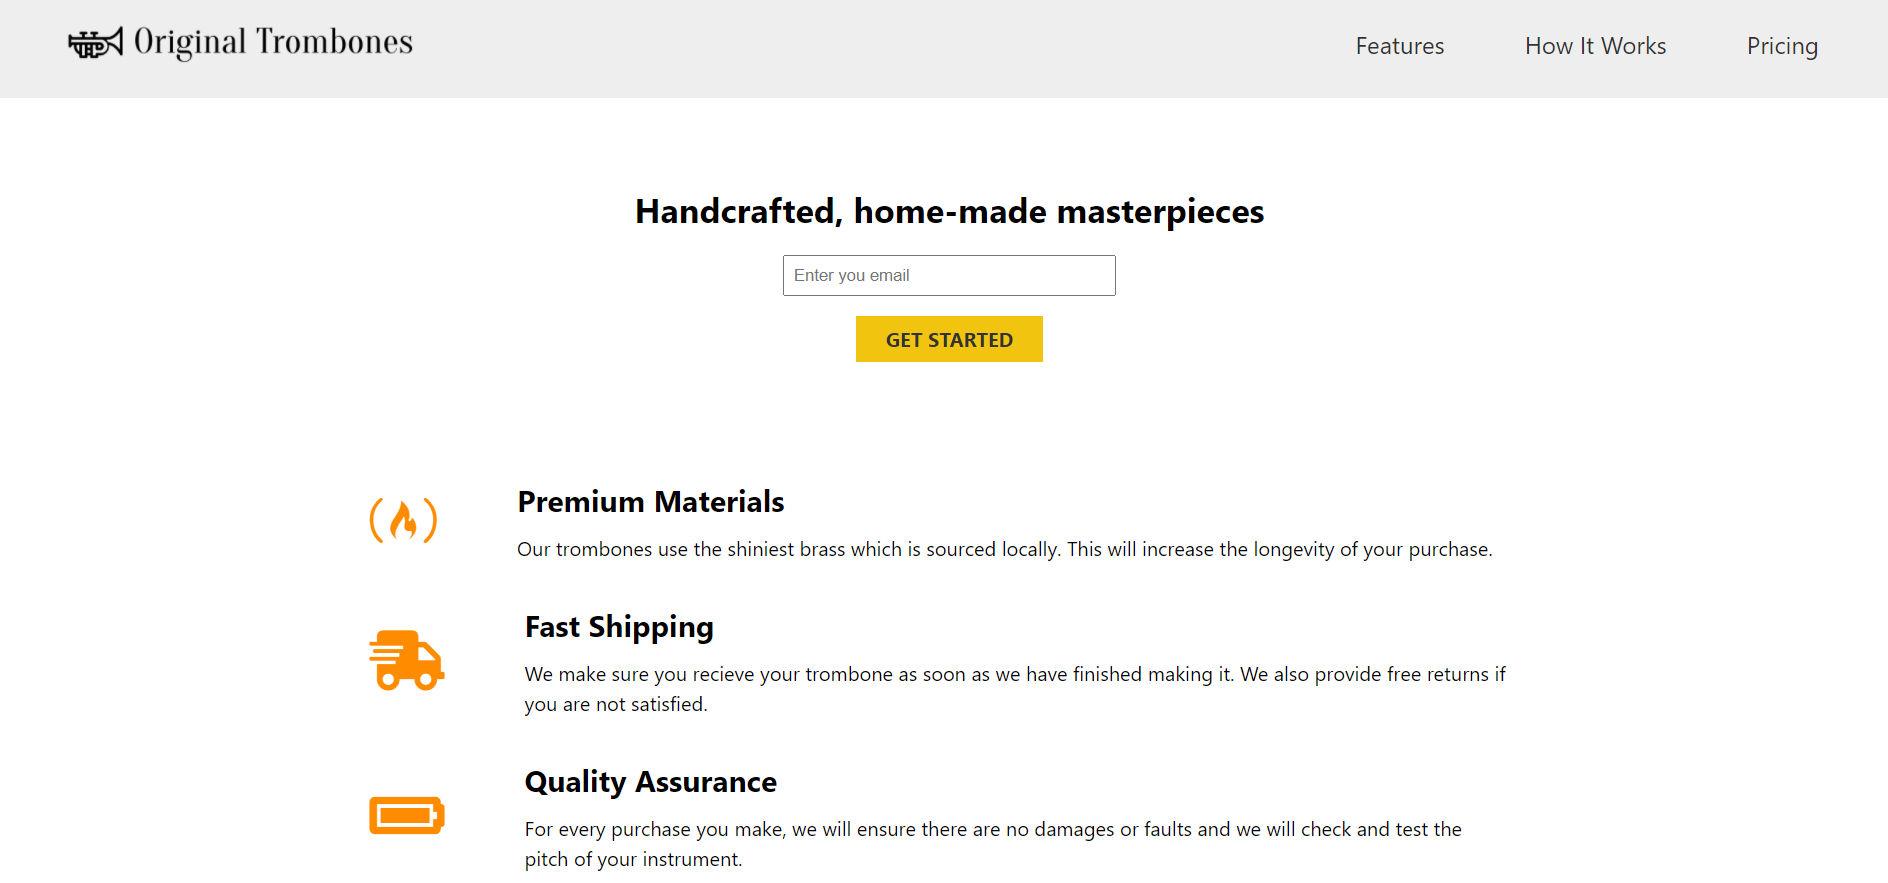 Original Trombones
Features
How It Works
Pricing
Handcrafted, home-made masterpieces
Enter you email
GET STARTED
Premium Materials
Our trombones use the shiniest brass which is sourced locally. This will increase the longevity of your purchase.
Fast Shipping
We make sure you recieve your trombone as soon as we have finished making it. We also provide free returns if
you are not satisfied.
Quality Assurance
For every purchase you make, we will ensure there are no damages or faults and we will check and test the
pitch of your instrument.